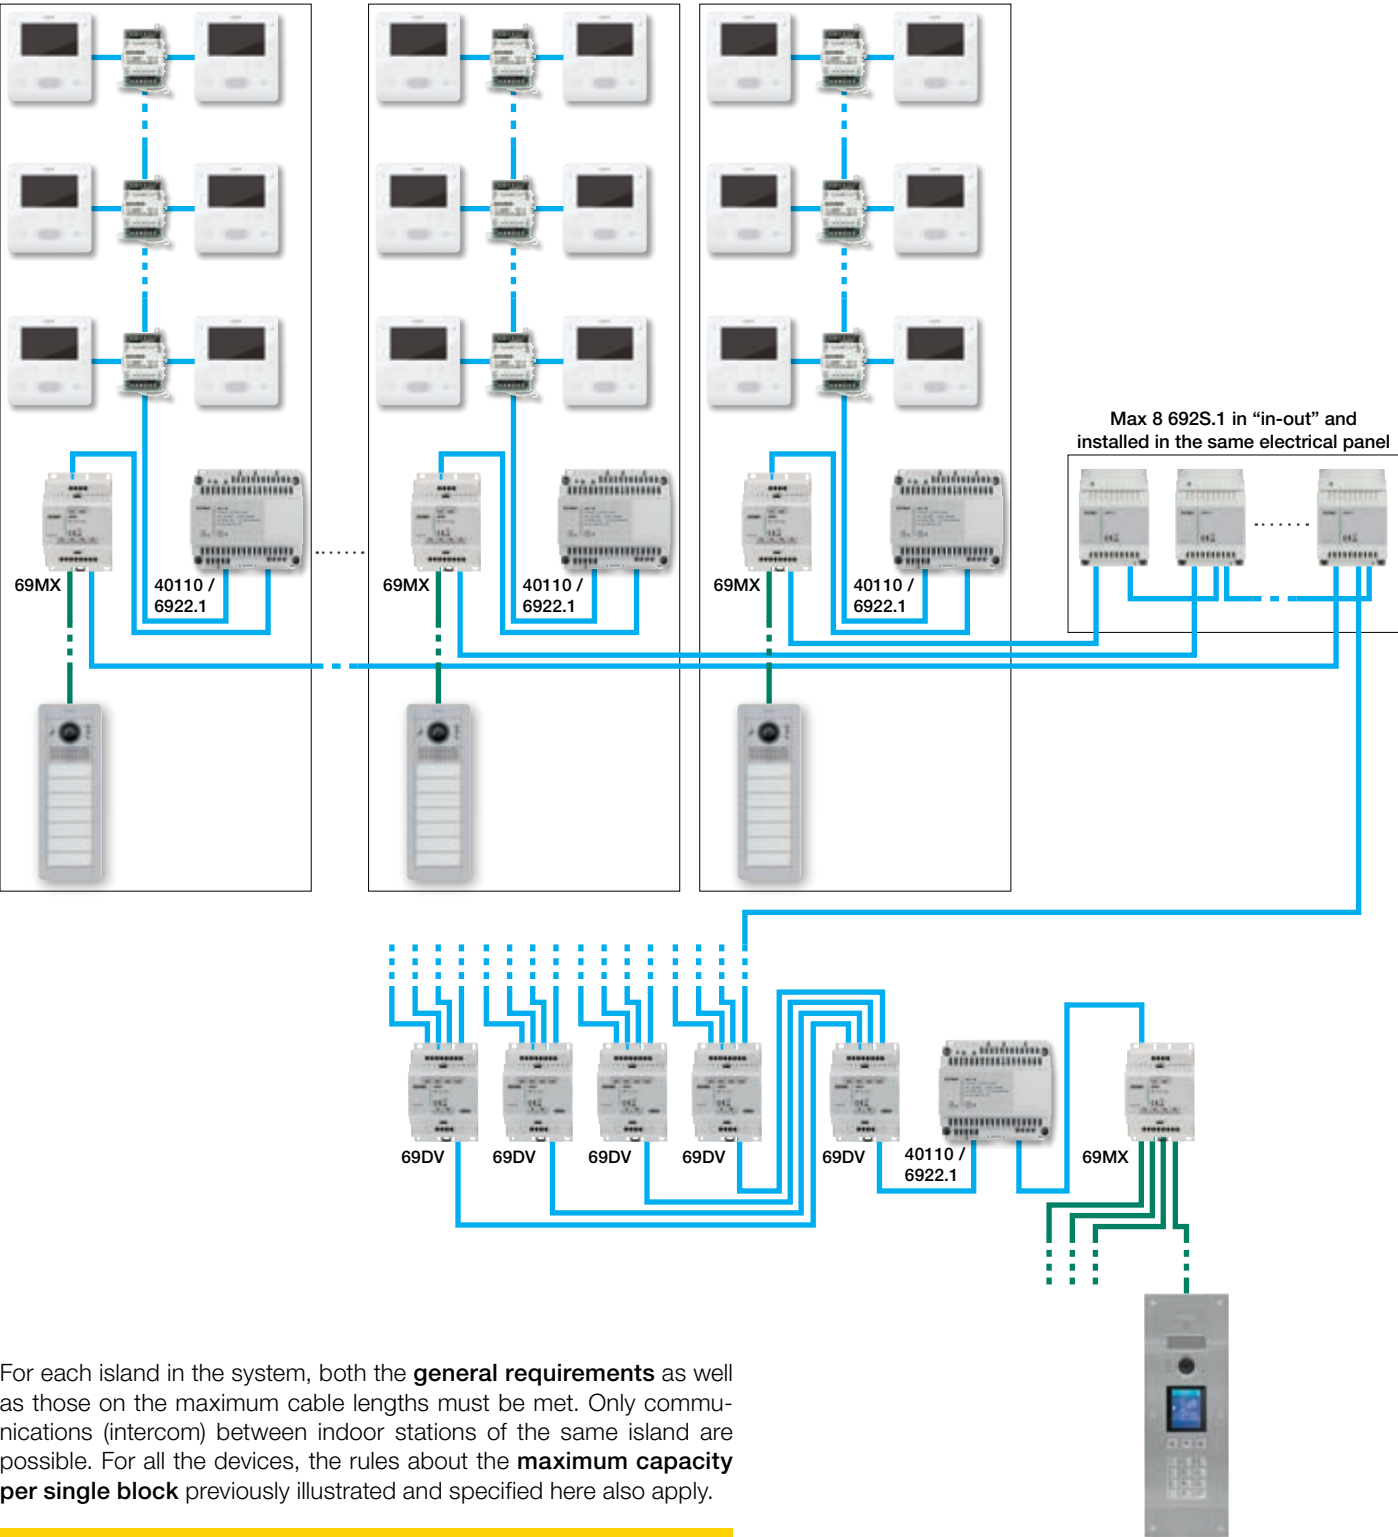 Max 8 692S.1 in “in-out” and
installed in the same electrical panel
69MX
40110 /
6922.1
69MX
40110 /
6922.1
69MX
40110 /
6922.1
69DV
69DV
69DV
69DV
69DV
40110 /
6922.1
69MX
For each island in the system, both the general requirements as well
as those on the maximum cable lengths must be met. Only commu-
nications (intercom) between indoor stations of the same island are
possible. For all the devices, the rules about the maximum capacity
per single block previously illustrated and specified here also apply.